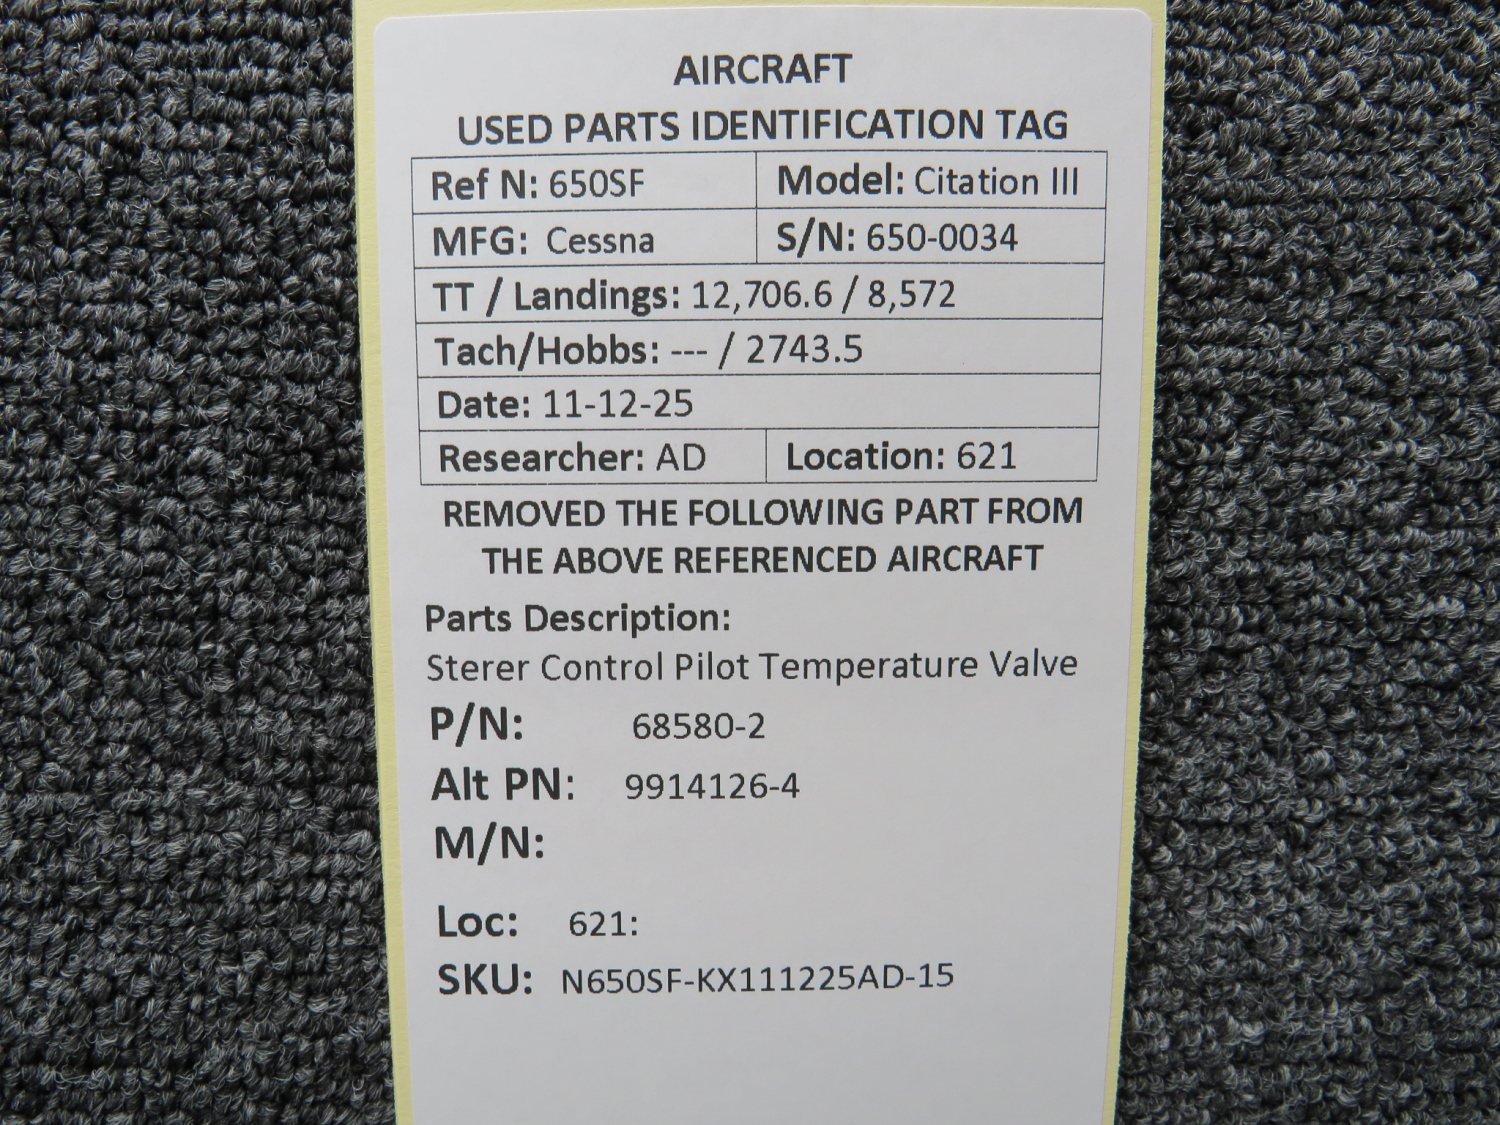 AIRCRAFT
USED PARTS IDENTIFICATION TAG
Ref N: 650SF Model: Citation III
MFG: Cessna S/N: 650-0034
TT / Landings: 12,706.6 / 8,572
Tach/Hobbs: --- / 2743.5
Date: 11-12-25
Researcher: AD Location: 621
REMOVED THE FOLLOWING PART FROM
THE ABOVE REFERENCED AIRCRAFT
Parts Description:
Sterer Control Pilot Temperature Valve
P/N: 68580-2
Alt PN: 9914126-4
M/N:
Loc: 621:
SKU: N650SF-KX111225AD-15